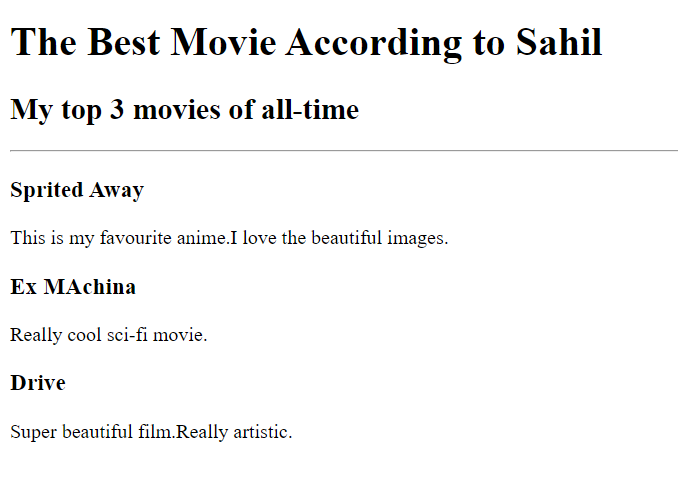 The Best Movie According to Sahil
My top 3 movies of all-time
Sprited Away
This is my favourite anime.I love the beautiful images.
Ex MAchina
Really cool sci-fi movie.
Drive
Super beautiful film.Really artistic.